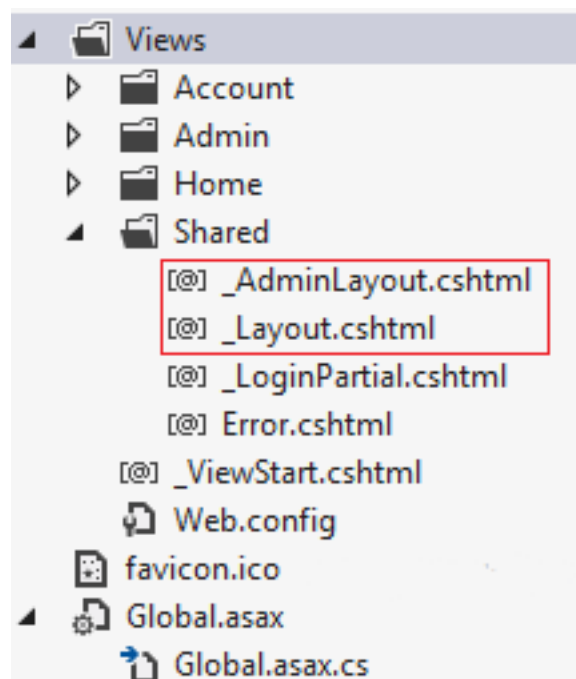 Views
Account
Admin
Home
Shared
[@] _AdminLayout.cshtml
[@] _Layout.cshtml
[@] _LoginPartial.cshtml
[@] Error.cshtml
[@] _ViewStart.cshtml
Web.config
favicon.ico
Global.asax
Global.asax.cs